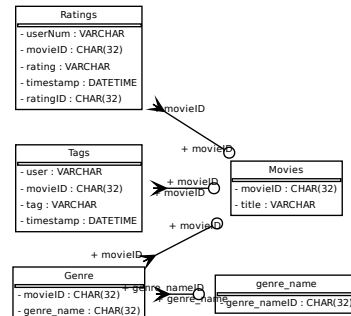 Ratings
- userNum : VARCHAR
- movieID : CHAR(32)
- rating : VARCHAR
- timestamp : DATETIME
- ratingID : CHAR(32)
movieID
+ movieID
Tags
- user : VARCHAR
- movieID : CHAR(32)
- tag : VARCHAR
- timestamp : DATETIME
+ movieID
+ movieID
Movies
- movieID : CHAR(32)
- title : VARCHAR
+ movieID
+ movieID
Genre
- movieID : CHAR(32)
- genre_name : CHAR(32)
+ genre_nameID
+ genre_name
genre_name
- genre_nameID : CHAR(32)